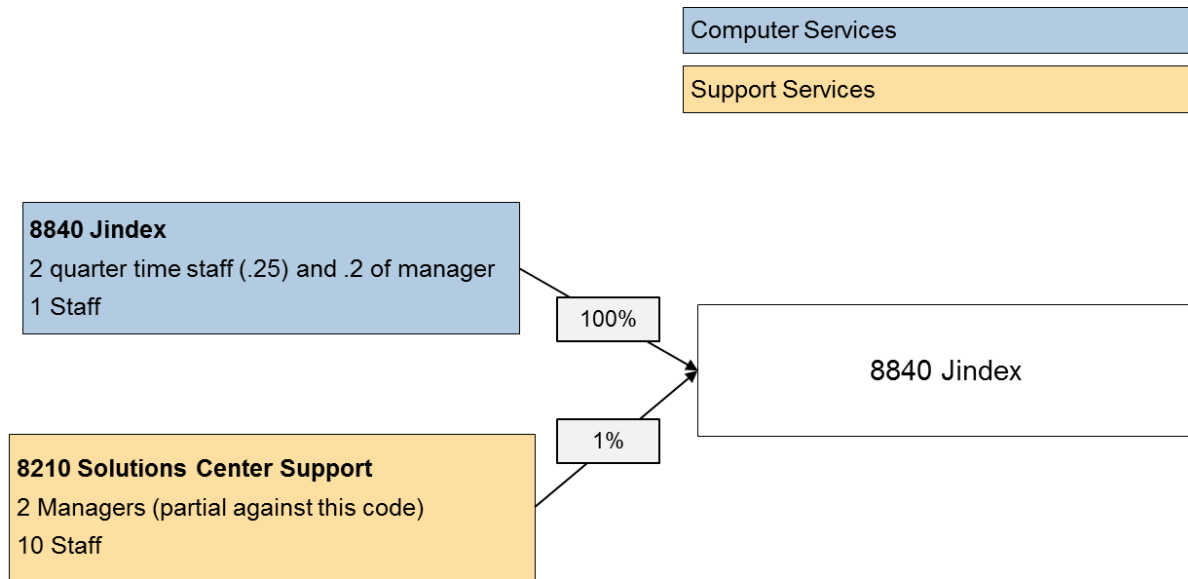 Computer Services
Support Services
8840 Jindex
2 quarter time staff (.25) and .2 of manager
1 Staff
100%
8840 Jindex
1%
8210 Solutions Center Support
2 Managers (partial against this code)
10 Staff